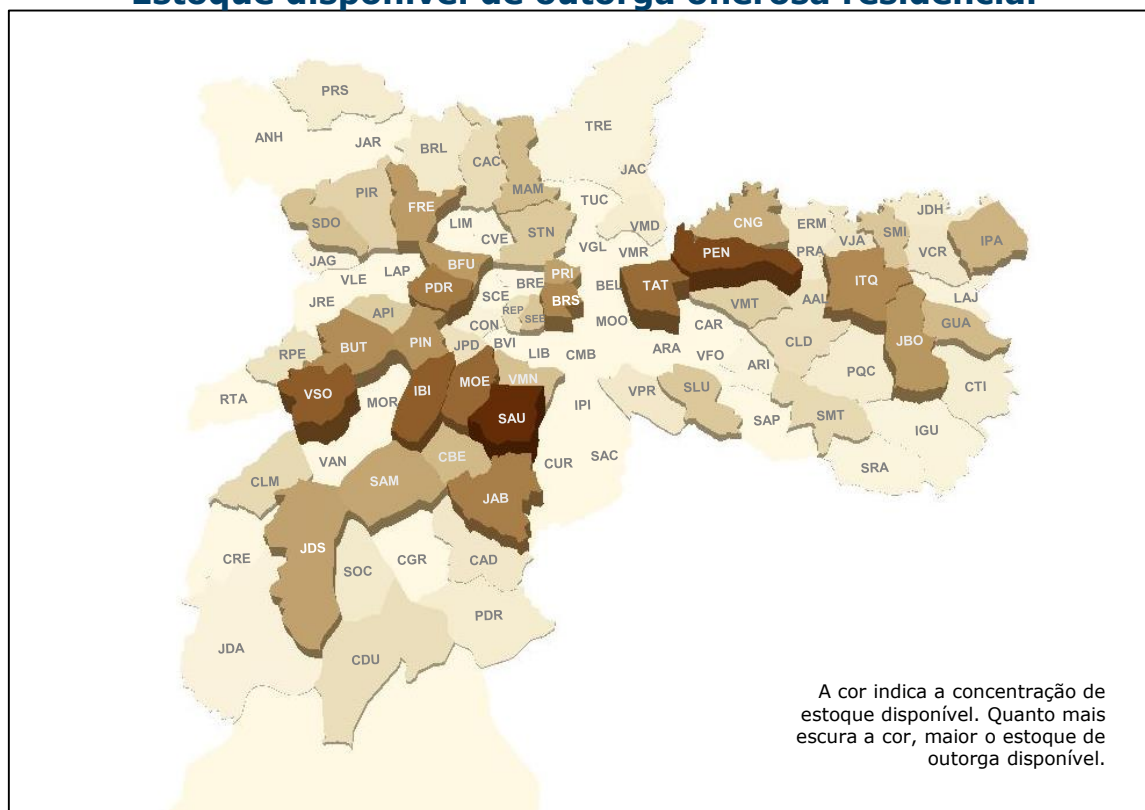 Estoque disponível de outorga onerosa residencial
PRS
ANH
JAR
BRL
CAC
TRE
JAC
PIR
MAM
TUC
FRE
SDO
LIM
STN
VMD
CNG
ERM
JDH
CVE
VGL
VMR
PRA
VJA
SMI
VCR
IPA
JAG
LAP
BFU
PEN
VLE
PRI
TAT
ITQ
PDR
BRE
BEL
JRE
SCE
BRS
AAL
LAJ
API
REP
SEE
MOO
VMT
GUA
CON
CAR
BUT
PIN
JPD
BVI
LIB
CMB
ARA
VFO
CLD
JBO
RPE
ARI
PQC
CTI
VSO
MOR
IBI
MOE
VMN
VPR
SLU
RTA
IPI
SAP
SMT
IGU
SAU
VAN
CBE
CUR
SAC
SRA
CLM
SAM
JAB
JDS
CRE
SOC
CGR
CAD
PDR
JDA
CDU
A cor indica a concentração de
estoque disponível. Quanto mais
escura a cor, maior o estoque de
outorga disponível.